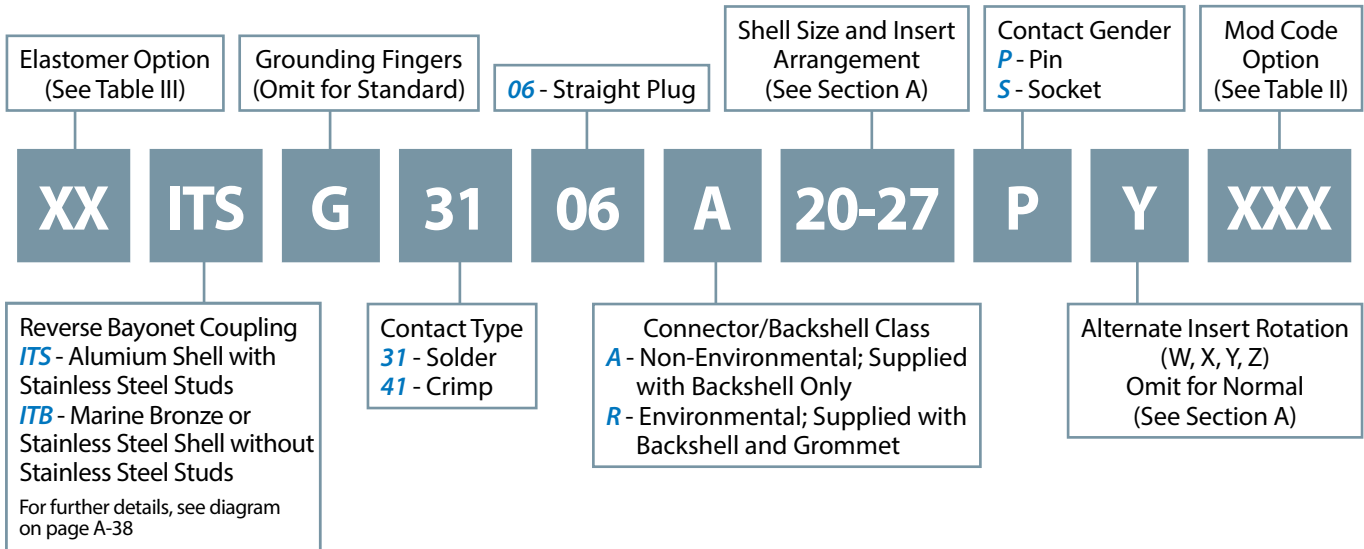 Elastomer Option
(See Table III)
Grounding Fingers
(Omit for Standard)
06 - Straight Plug
Shell Size and Insert
Arrangement
(See Section A)
Contact Gender
P - Pin
S - Socket
Mod Code
Option
(See Table II)
XX ITS G 31 06 A 20-27 P Y XXX
Reverse Bayonet Coupling
ITS - Alumium Shell with
Stainless Steel Studs
ITB - Marine Bronze or
Stainless Steel Shell without
Stainless Steel Studs
For further details, see diagram
on page A-38
Contact Type
31 - Solder
41 - Crimp
Connector/Backshell Class
A - Non-Environmental; Supplied
with Backshell Only
R - Environmental; Supplied with
Backshell and Grommet
Alternate Insert Rotation
(W, X, Y, Z)
Omit for Normal
(See Section A)